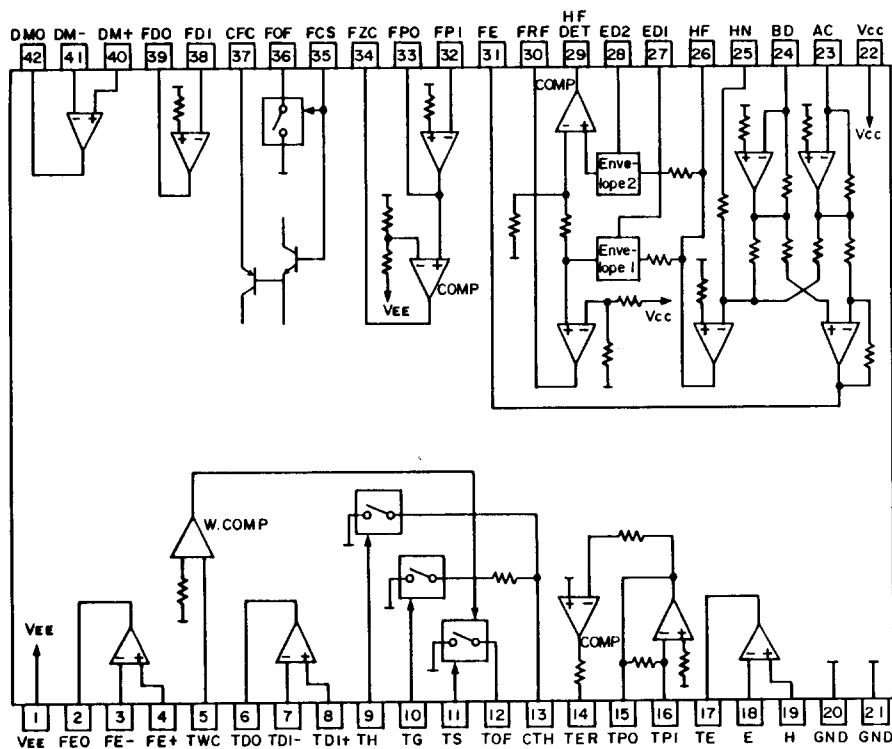 DMO DM- DM+ FDO FDI CFC FOF FCS FZC FPO FPI FE FRF HF DET ED2 EDI HF HN BD AC Vcc
42 41 40 39 38 37 36 35 34 33 32 31 30 29 28 27 26 25 24 23 22
COMP
Vcc
- +
- +
+ -
+ -
+ -
+ -
+ -
Enve-
lope 2
Enve-
lope 1
- +
COMP
VEE
+ -
Vcc
+ -
+ -
W. COMP
VEE
+ -
COMP
- +
- +
- +
- +
1 2 3 4 5 6 7 8 9 10 11 12 13 14 15 16 17 18 19 20 21
VEE FEO FE- FE+ TWC TDO TDI- TDI+ TH TG TS TOF CTH TER TPO TPI TE E H GND GND